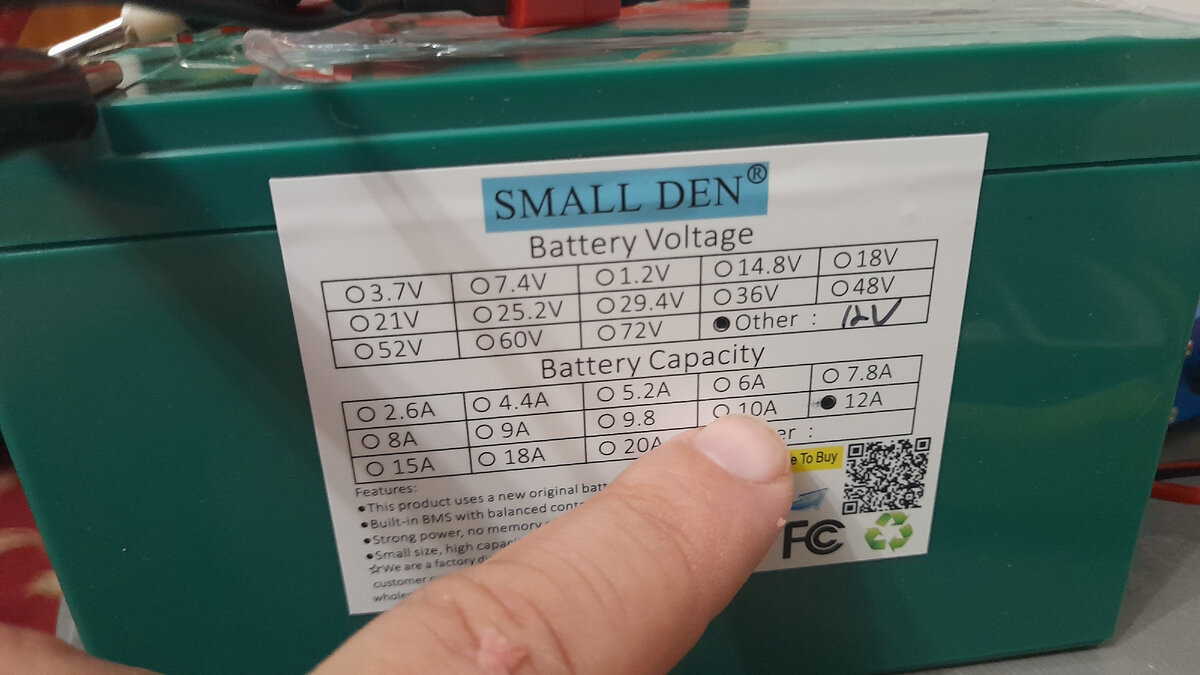 SMALL DEN®
Battery Voltage
3.7V 7.4V 1.2V 14.8V 18V
21V 25.2V 29.4V 36V 48V
52V 60V 72V Other : 12V
Battery Capacity
2.6A 4.4A 5.2A 6A 7.8A
8A 9A 9.8 10A 12A
15A 18A 20A :
Features:
•This product uses a new original
•Built-in BMS with balanced
•Strong power, no memory
•Small size, high
☆We are a factory
customer
To Buy
FC